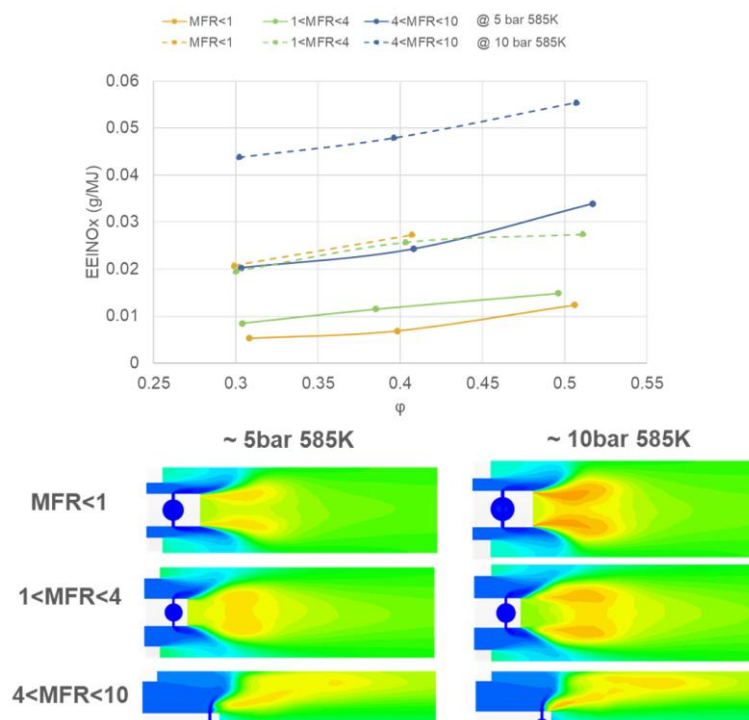 MFR<1 1<MFR<4 4<MFR<10 @ 5 bar 585K
MFR<1 1<MFR<4 4<MFR<10 @ 10 bar 585K
0.06
0.05
0.04
0.03
0.02
0.01
0
EEINOx (g/MJ)
0.25 0.3 0.35 0.4 0.45 0.5 0.55
φ
~ 5bar 585K ~ 10bar 585K
MFR<1
1<MFR<4
4<MFR<10